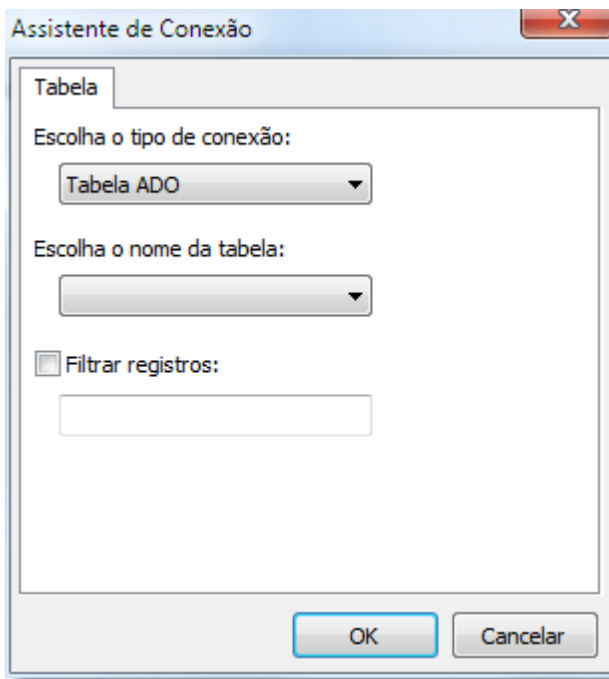 Assistente de Conexão
Tabela
Escolha o tipo de conexão:
Tabela ADO
Escolha o nome da tabela:
Filtrar registros:
OK
Cancelar